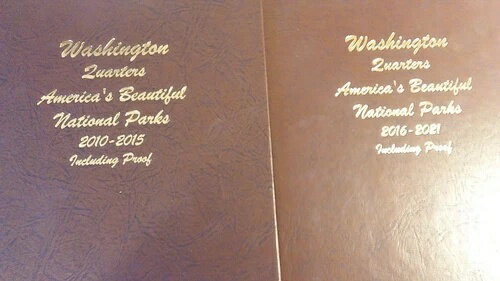 Washington
Quarters
America's Beautiful
National Parks
2010-2015
Including Proof
Washington
Quarters
America's Beautiful
National Parks
2016-2021
Including Proof